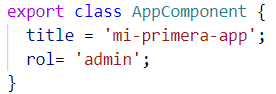 export class AppComponent {
  title = 'mi-primera-app';
  rol= 'admin';
}